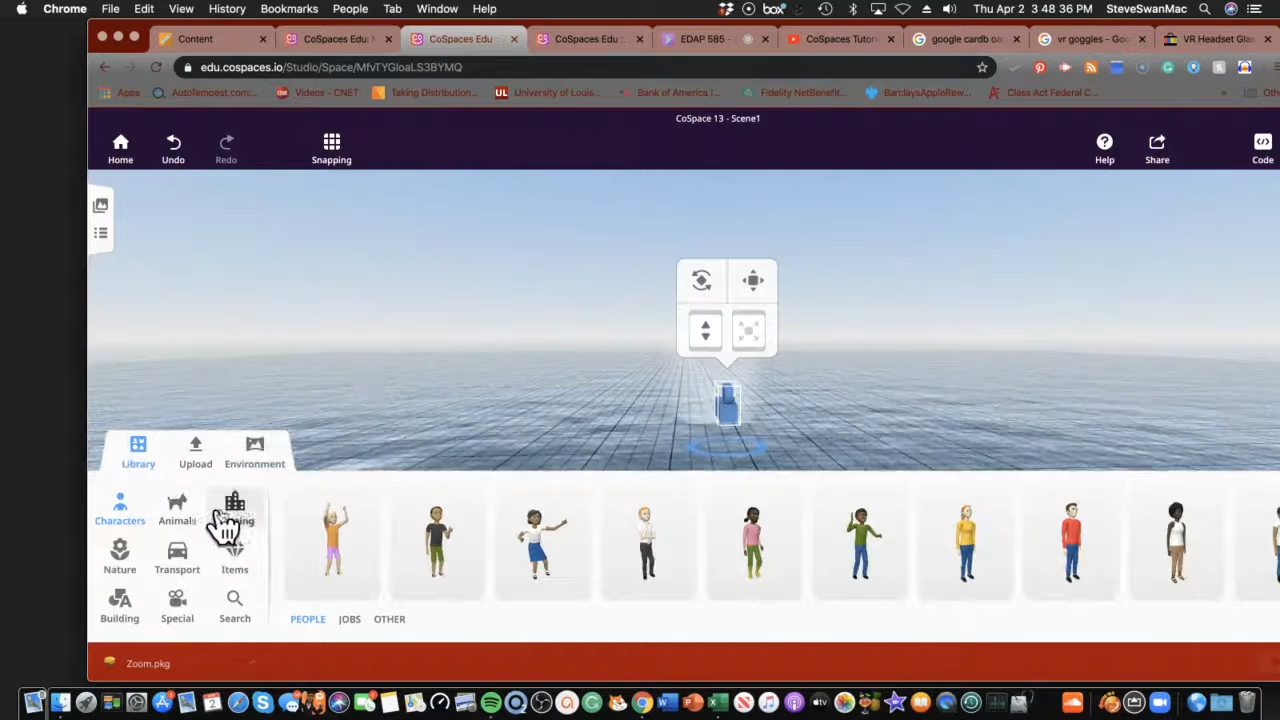 Chrome File Edit View History Bookmarks People Tab Window Help box Thu Apr 2 3:48:36 PM SteveSwanMac
Content CoSpaces Edu: CoSpaces Edu :: CoSpaces Edu :: EDAP 585 - CoSpaces Tutori google cardb oa vr goggles - Goo VR Headset Gla
edu.cospaces.io/Studio/Space/MfvTYGloaLS3BYMQ
Apps AutoTempest.com... Videos - CNET Taking Distribution... University of Louis... Bank of America |... Fidelity NetBenefit... BarclaysAppleRew... Class Act Federal C... Oth
CoSpace 13 - Scene1
Home Undo Redo Snapping Help Share Code
Library Upload Environment
Characters Animals
Nature Transport Items
Building Special Search
PEOPLE JOBS OTHER
Zoom.pkg